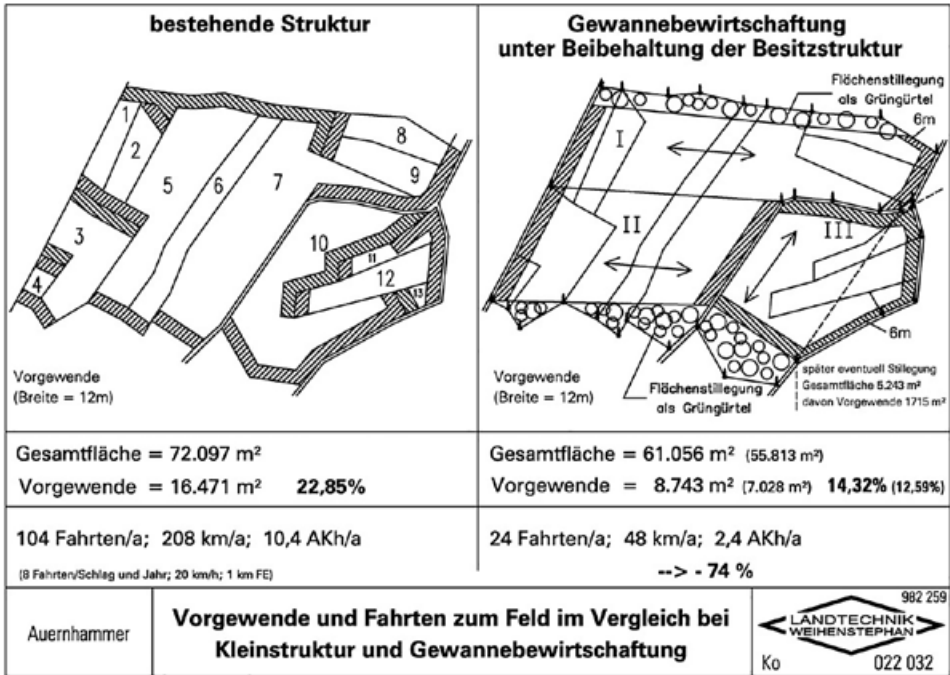 bestehende Struktur
1
2
3
4
5
6
7
8
9
10
11
12
13
Vorgewende
(Breite = 12m)
Gewannebewirtschaftung
unter Beibehaltung der Besitzstruktur
Flächenstillegung
als Grüngürtel
6m
I
II
III
6m
Vorgewende
(Breite = 12m)
Flächenstillegung
als Grüngürtel
später eventuell Stillegung
Gesamtfläche 5.243 m²
davon Vorgewende 1715 m²
Gesamtfläche = 72.097 m²
Vorgewende = 16.471 m² 22,85%
Gesamtfläche = 61.056 m² (55.813 m²)
Vorgewende = 8.743 m² (7.028 m²) 14,32% (12,59%)
104 Fahrten/a; 208 km/a; 10,4 AKh/a
(8 Fahrten/Schlag und Jahr; 20 km/h; 1 km FE)
24 Fahrten/a; 48 km/a; 2,4 AKh/a
--> - 74 %
Auernhammer
Vorgewende und Fahrten zum Feld im Vergleich bei
Kleinstruktur und Gewannebewirtschaftung
982 259
LANDTECHNIK
WEIHENSTEPHAN
Ko 022 032